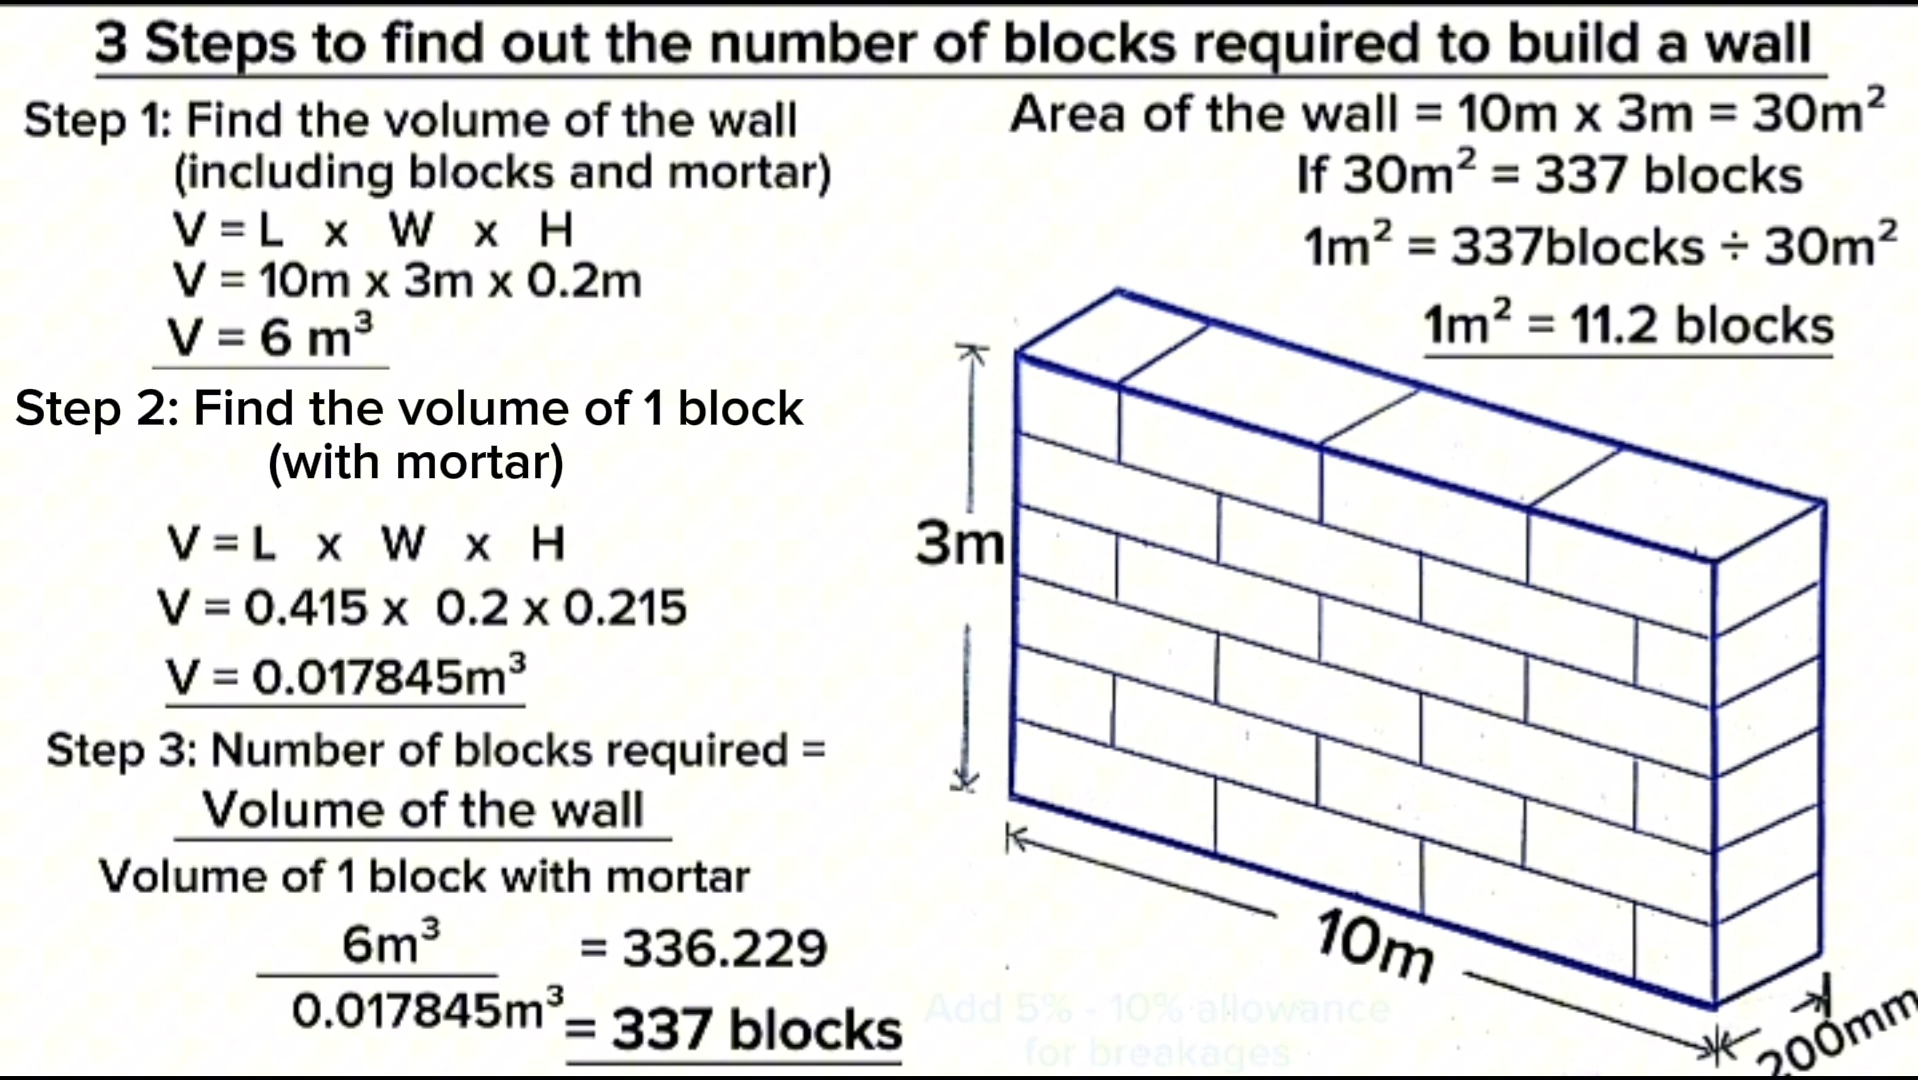 3 Steps to find out the number of blocks required to build a wall
Step 1: Find the volume of the wall
(including blocks and mortar)
V = L x W x H
V = 10m x 3m x 0.2m
V = 6 m³
Step 2: Find the volume of 1 block
(with mortar)
V = L x W x H
V = 0.415 x 0.2 x 0.215
V = 0.017845m³
Step 3: Number of blocks required =
Volume of the wall
Volume of 1 block with mortar
6m³ = 336.229
0.017845m³
= 337 blocks
Area of the wall = 10m x 3m = 30m²
If 30m² = 337 blocks
1m² = 337blocks ÷ 30m²
1m² = 11.2 blocks
3m
10m
200mm
Add 5% - 10% allowance
for breakages